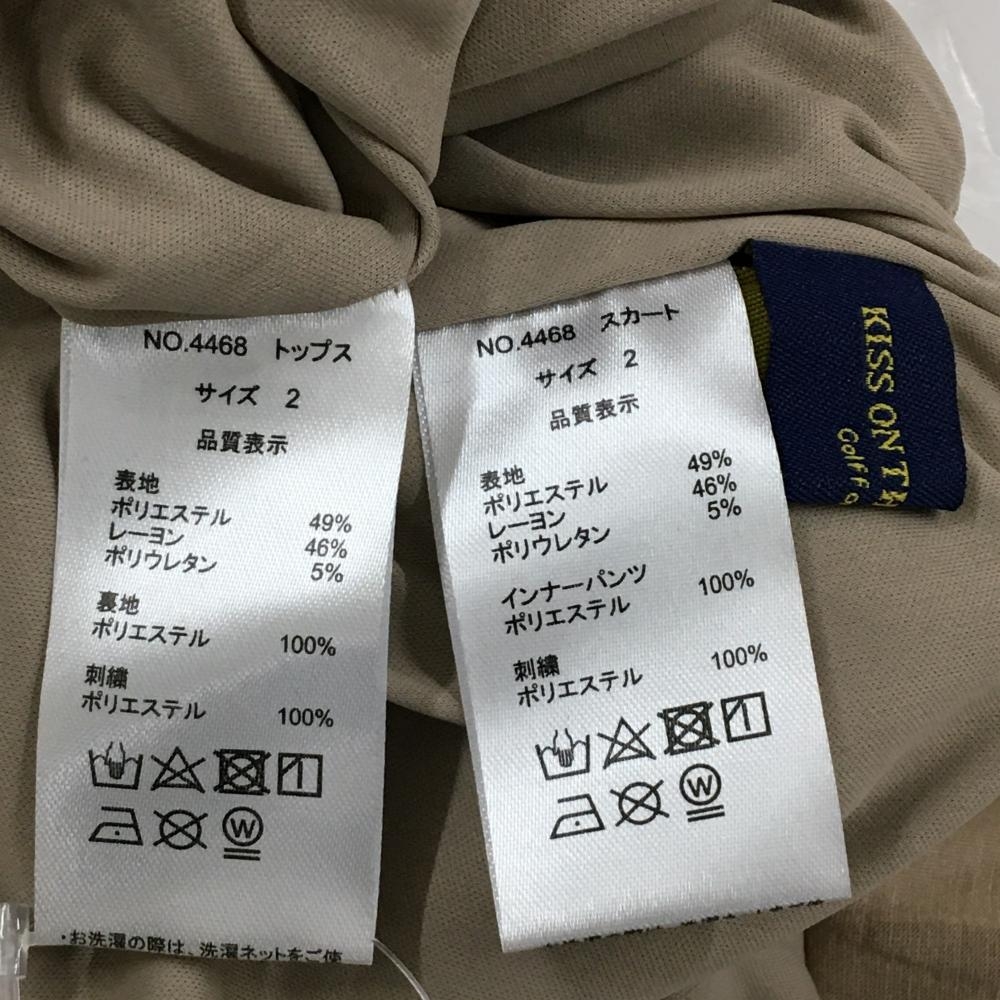 NO.4468 トップス
サイズ 2
品質表示
表地
ポリエステル 49%
レーヨン 46%
ポリウレタン 5%
裏地
ポリエステル 100%
刺繍
ポリエステル 100%
W
・お洗濯の際は、洗濯ネットをご使
NO.4468 スカート
サイズ 2
品質表示
表地
ポリエステル 49%
レーヨン 46%
ポリウレタン 5%
インナーパンツ
ポリエステル 100%
刺繍
ポリエステル 100%
W
KISS ON TH
Golf